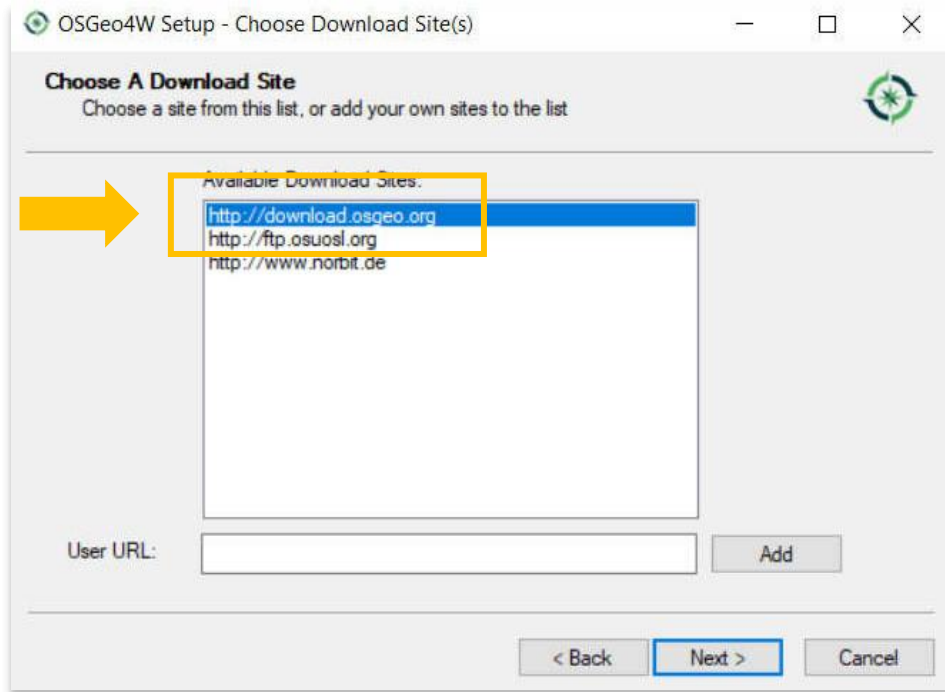 OSGeo4W Setup - Choose Download Site(s)
Choose A Download Site
Choose a site from this list, or add your own sites to the list
Available Download Sites:
http://download.osgeo.org
http://ftp.osuosl.org
http://www.norbit.de
User URL:
Add
< Back
Next >
Cancel